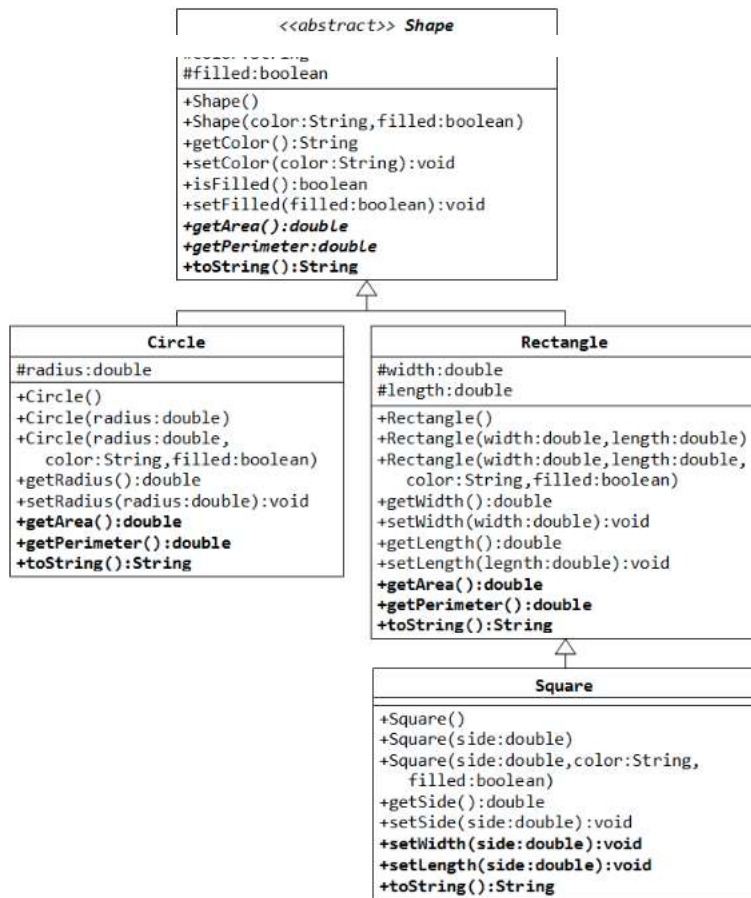 <<abstract>> Shape
#color:String
#filled:boolean
+Shape()
+Shape(color:String,filled:boolean)
+getColor():String
+setColor(color:String):void
+isFilled():boolean
+setFilled(filled:boolean):void
+getArea():double
+getPerimeter:double
+toString():String
Circle
#radius:double
+Circle()
+Circle(radius:double)
+Circle(radius:double,
color:String,filled:boolean)
+getRadius():double
+setRadius(radius:double):void
+getArea():double
+getPerimeter():double
+toString():String
Rectangle
#width:double
#length:double
+Rectangle()
+Rectangle(width:double,length:double)
+Rectangle(width:double,length:double,
color:String,filled:boolean)
+getWidth():double
+setWidth(width:double):void
+getLength():double
+setLength(legnth:double):void
+getArea():double
+getPerimeter():double
+toString():String
Square
+Square()
+Square(side:double)
+Square(side:double,color:String,
filled:boolean)
+getSide():double
+setSide(side:double):void
+setWidth(side:double):void
+setLength(side:double):void
+toString():String